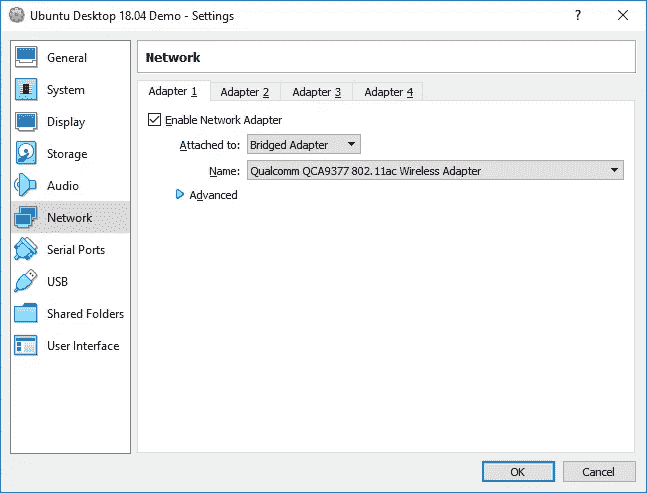 Ubuntu Desktop 18.04 Demo - Settings
?
General
System
Display
Storage
Audio
Network
Serial Ports
USB
Shared Folders
User Interface
Network
Adapter 1 Adapter 2 Adapter 3 Adapter 4
Enable Network Adapter
Attached to: Bridged Adapter
Name: Qualcomm QCA9377 802.11ac Wireless Adapter
Advanced
OK Cancel